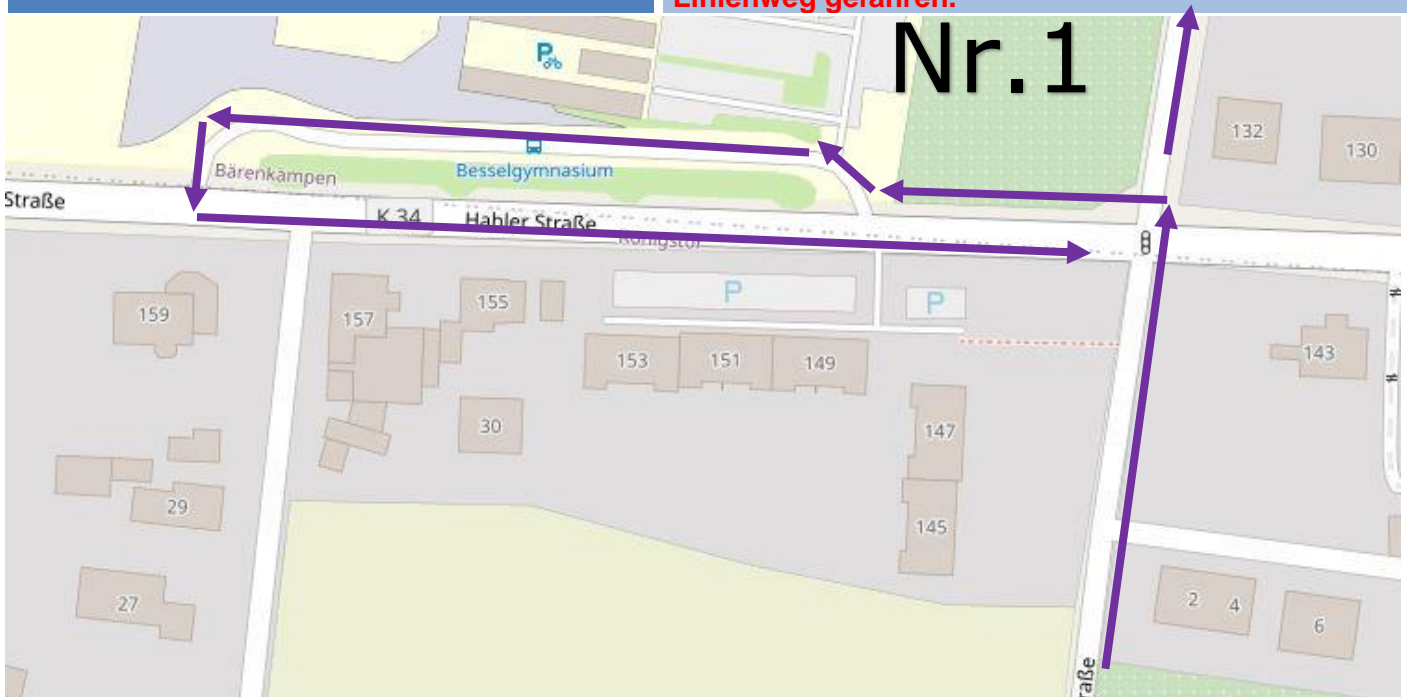 Linienweg gefahren.
Nr.1
132
130
Bärenkämpen
Besselgymnasium
Straße
K 34
Hahler Straße
Königstor
P
P
159
157
155
153
151
149
143
30
147
29
145
27
2
4
6
raße